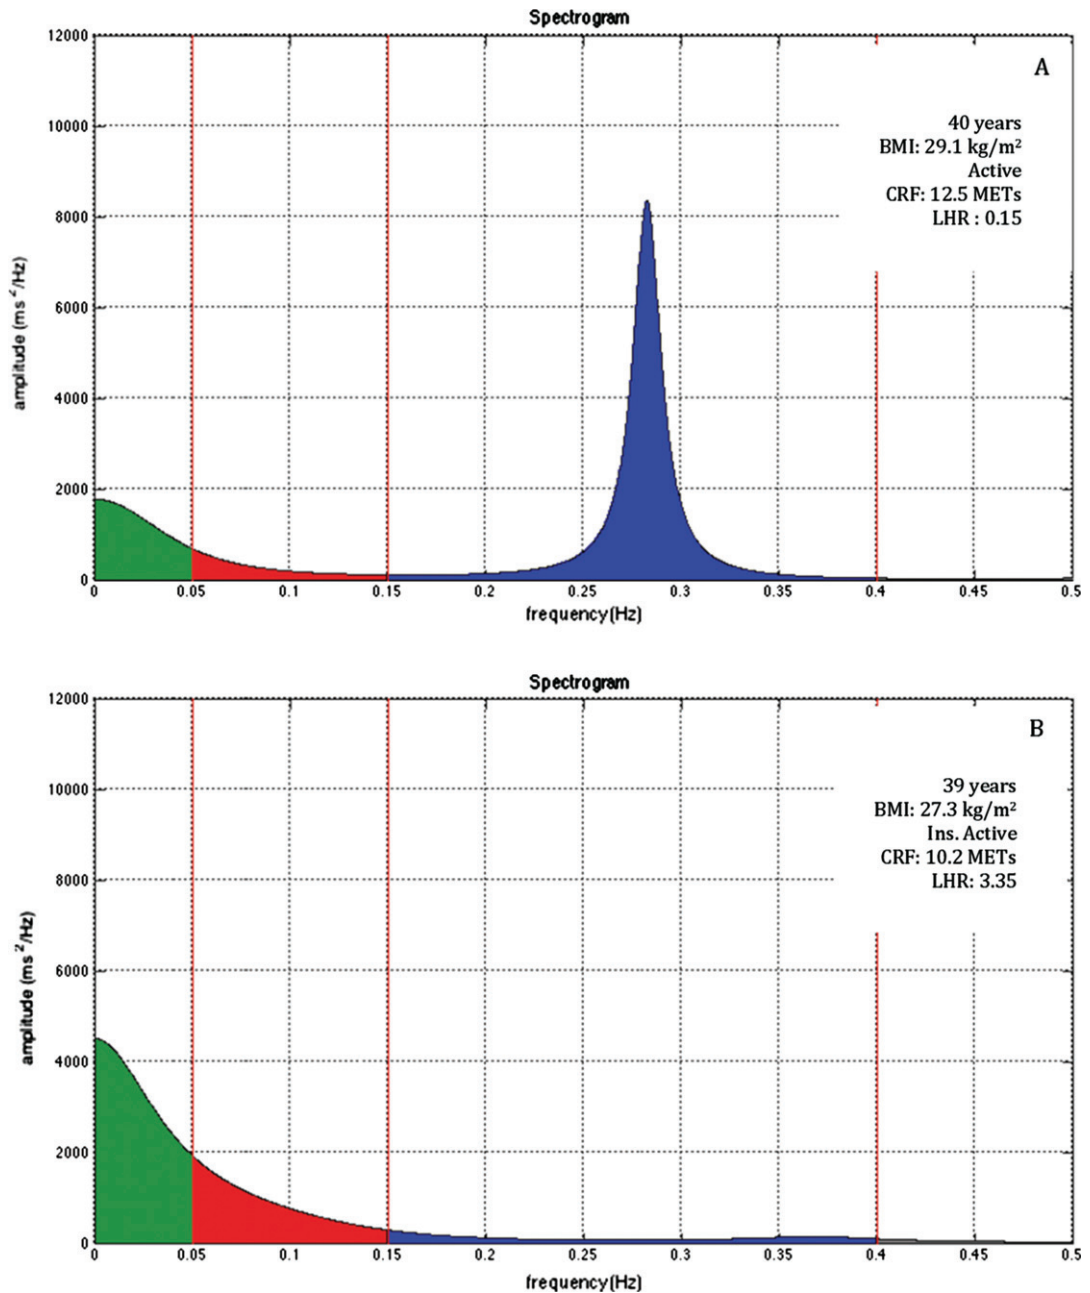 Spectrogram
12000
10000
8000
6000
4000
2000
0
amplitude (ms^2/Hz)
A
40 years
BMI: 29.1 kg/m²
Active
CRF: 12.5 METs
LHR : 0.15
0 0.05 0.1 0.15 0.2 0.25 0.3 0.35 0.4 0.45 0.5
frequency(Hz)
Spectrogram
12000
10000
8000
6000
4000
2000
0
amplitude (ms^2/Hz)
B
39 years
BMI: 27.3 kg/m²
Ins. Active
CRF: 10.2 METs
LHR: 3.35
0 0.05 0.1 0.15 0.2 0.25 0.3 0.35 0.4 0.45 0.5
frequency(Hz)